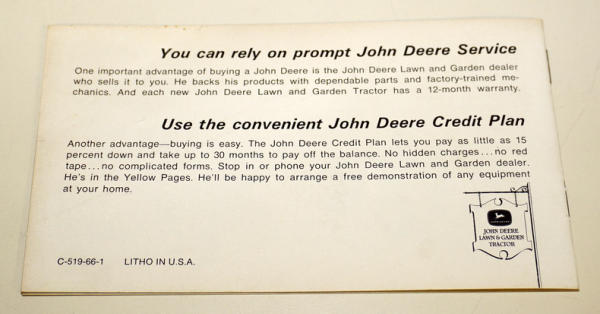 You can rely on prompt John Deere Service
One important advantage of buying a John Deere is the John Deere Lawn and Garden dealer
who sells it to you. He backs his products with dependable parts and factory-trained me-
chanics. And each new John Deere Lawn and Garden Tractor has a 12-month warranty.
Use the convenient John Deere Credit Plan
Another advantage—buying is easy. The John Deere Credit Plan lets you pay as little as 15
percent down and take up to 30 months to pay off the balance. No hidden charges...no red
tape...no complicated forms. Stop in or phone your John Deere Lawn and Garden dealer.
He's in the Yellow Pages. He'll be happy to arrange a free demonstration of any equipment
at your home.
JOHN DEERE
LAWN & GARDEN
TRACTOR
C-519-66-1 LITHO IN U.S.A.